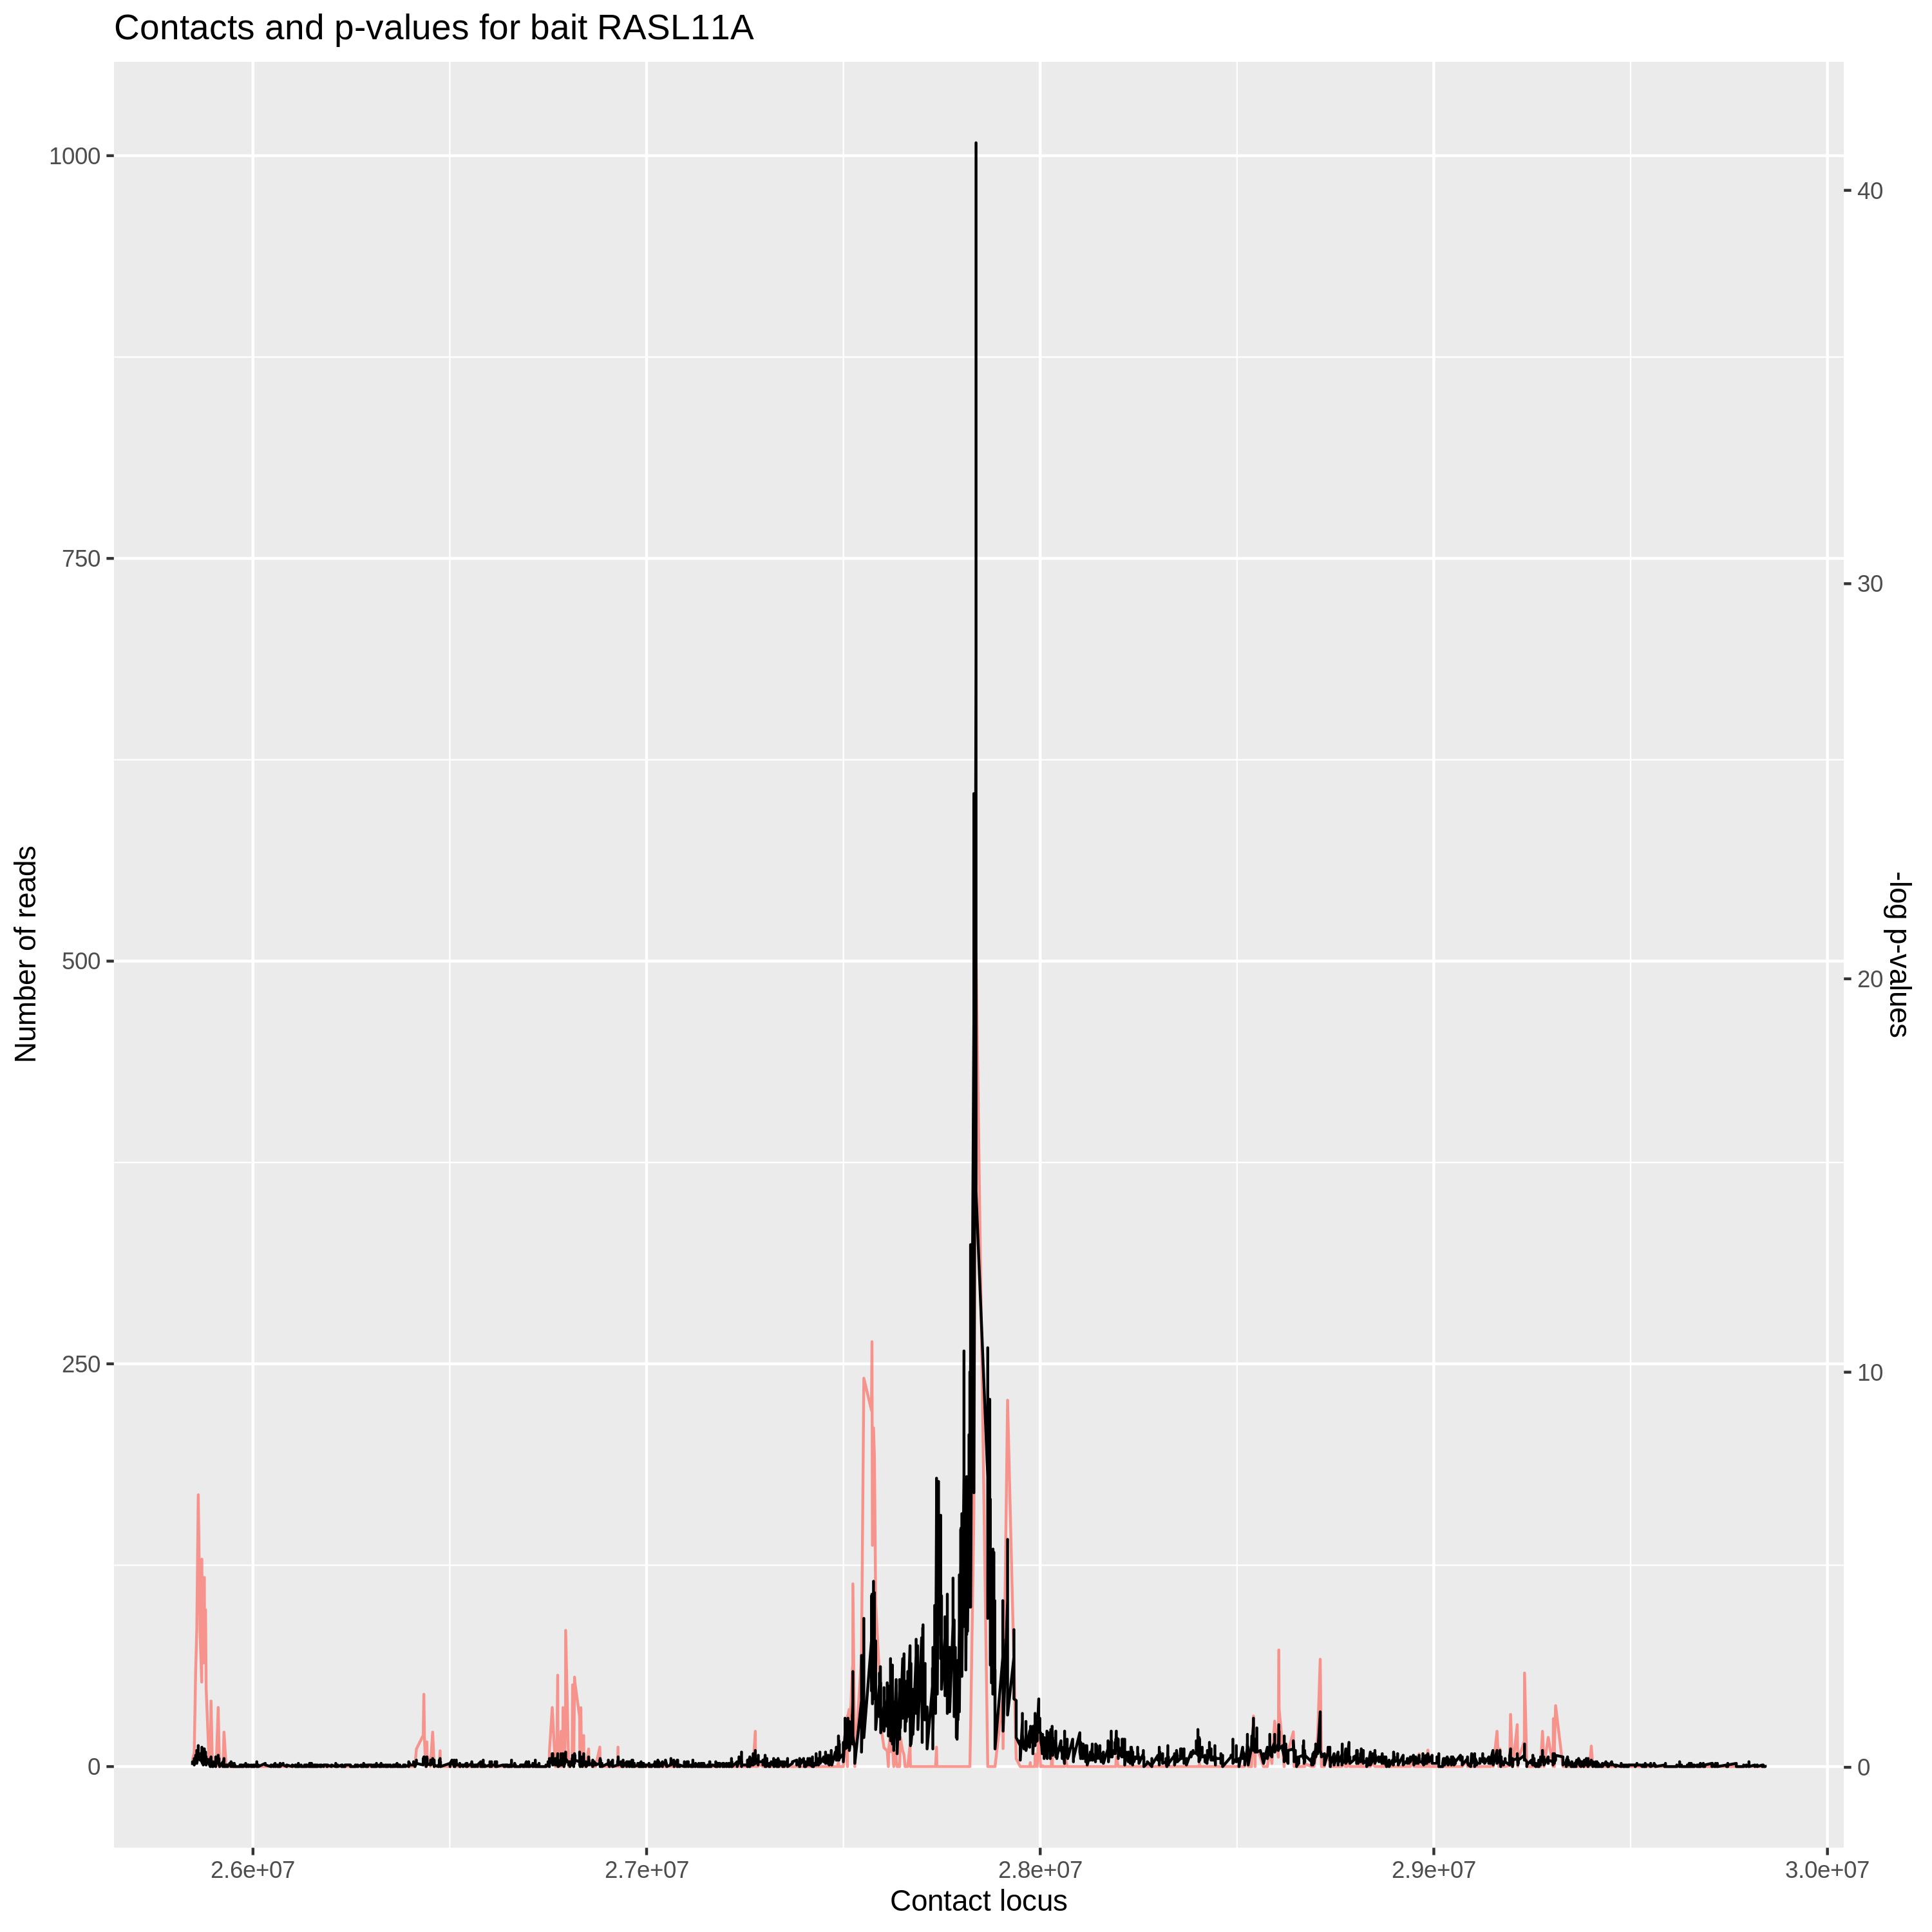 Contacts and p-values for bait RASL11A
1000
750
500
250
0
Number of reads
40
30
20
10
0
-log p-values
2.6e+07
2.7e+07
2.8e+07
2.9e+07
3.0e+07
Contact locus